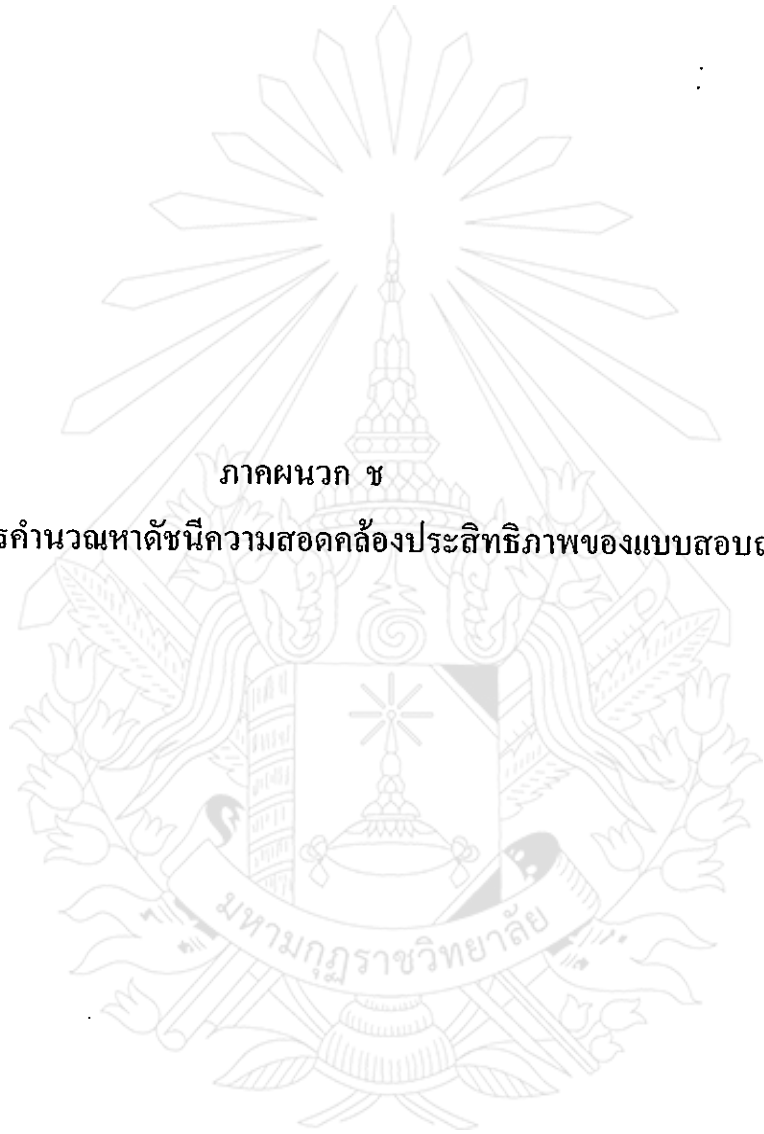 ภาคผนวก ช
คำนวณหาดัชนีความสอดคล้องประสิทธิภาพของแบบสอบ
มหามกุฏราชวิทยาลัย